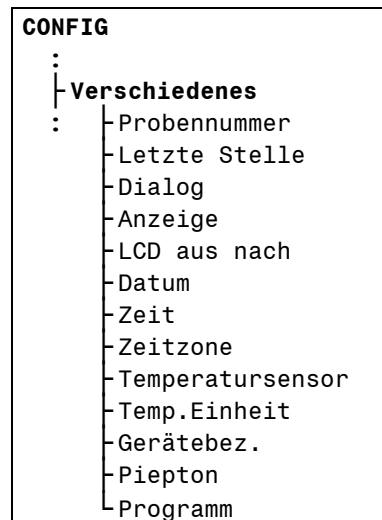 CONFIG
:
Verschiedenes
:
Probennummer
Letzte Stelle
Dialog
Anzeige
LCD aus nach
Datum
Zeit
Zeitzone
Temperatursensor
Temp.Einheit
Gerätebez.
Piepton
Programm